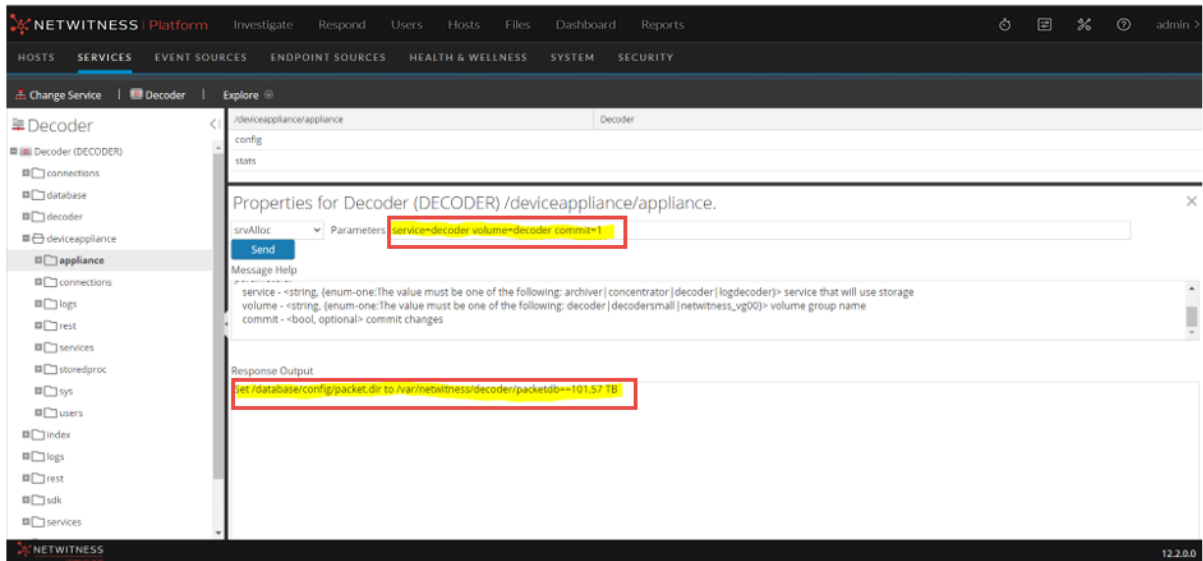 NETWITNESS | Platform Investigate Respond Users Hosts Files Dashboard Reports admin >
HOSTS SERVICES EVENT SOURCES ENDPOINT SOURCES HEALTH & WELLNESS SYSTEM SECURITY
Change Service | Decoder | Explore
Decoder
Decoder (DECODER)
connections
database
decoder
deviceappliance
appliance
connections
logs
rest
services
storedproc
sys
users
index
logs
rest
sdk
services
/deviceappliance/appliance Decoder
config
stats
Properties for Decoder (DECODER) /deviceappliance/appliance.
srvAlloc Parameters service=decoder volume=decoder commit=1
Send
Message Help
service - <string, {enum-one:The value must be one of the following: archiver|concentrator|decoder|logdecoder}> service that will use storage
volume - <string, {enum-one:The value must be one of the following: decoder|decodersmall|netwitness_vg00}> volume group name
commit - <bool, optional> commit changes
Response Output
Set /database/config/packet.dir to /var/netwitness/decoder/packetdb==101.57 TB
NETWITNESS 12.2.0.0